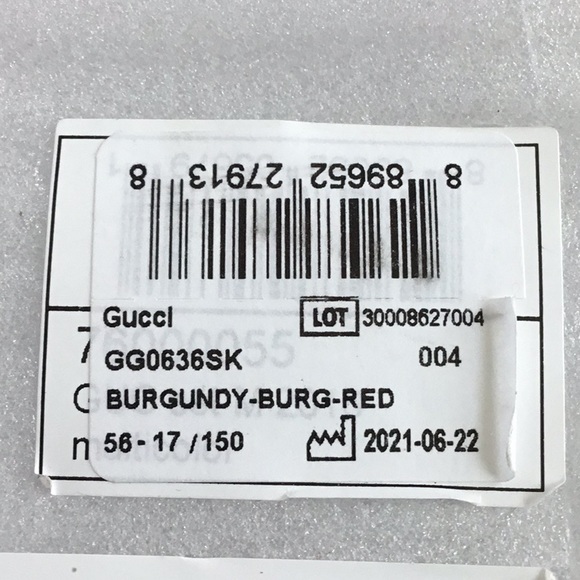 8 89652 27913 8
Gucci LOT 30008627004
GG0636SK 004
BURGUNDY-BURG-RED
56-17/150 2021-06-22